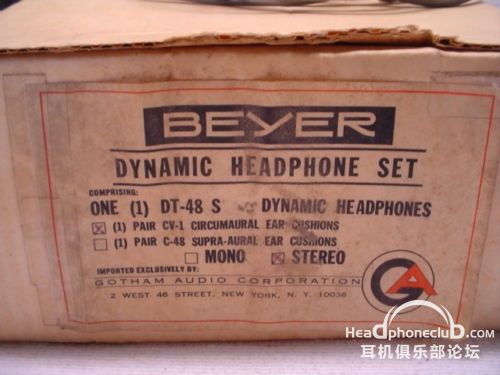 BEYER
DYNAMIC HEADPHONE SET
COMPRISING:
ONE (1) DT-48 S DYNAMIC HEADPHONES
(1) PAIR CV-1 CIRCUMAURAL EAR CUSHIONS
(1) PAIR C-48 SUPRA-AURAL EAR CUSHIONS
MONO STEREO
IMPORTED EXCLUSIVELY BY:
GOTHAM AUDIO CORPORATION
2 WEST 46 STREET, NEW YORK, N. Y. 10036
GA
Headphoneclub.com
耳机俱乐部论坛